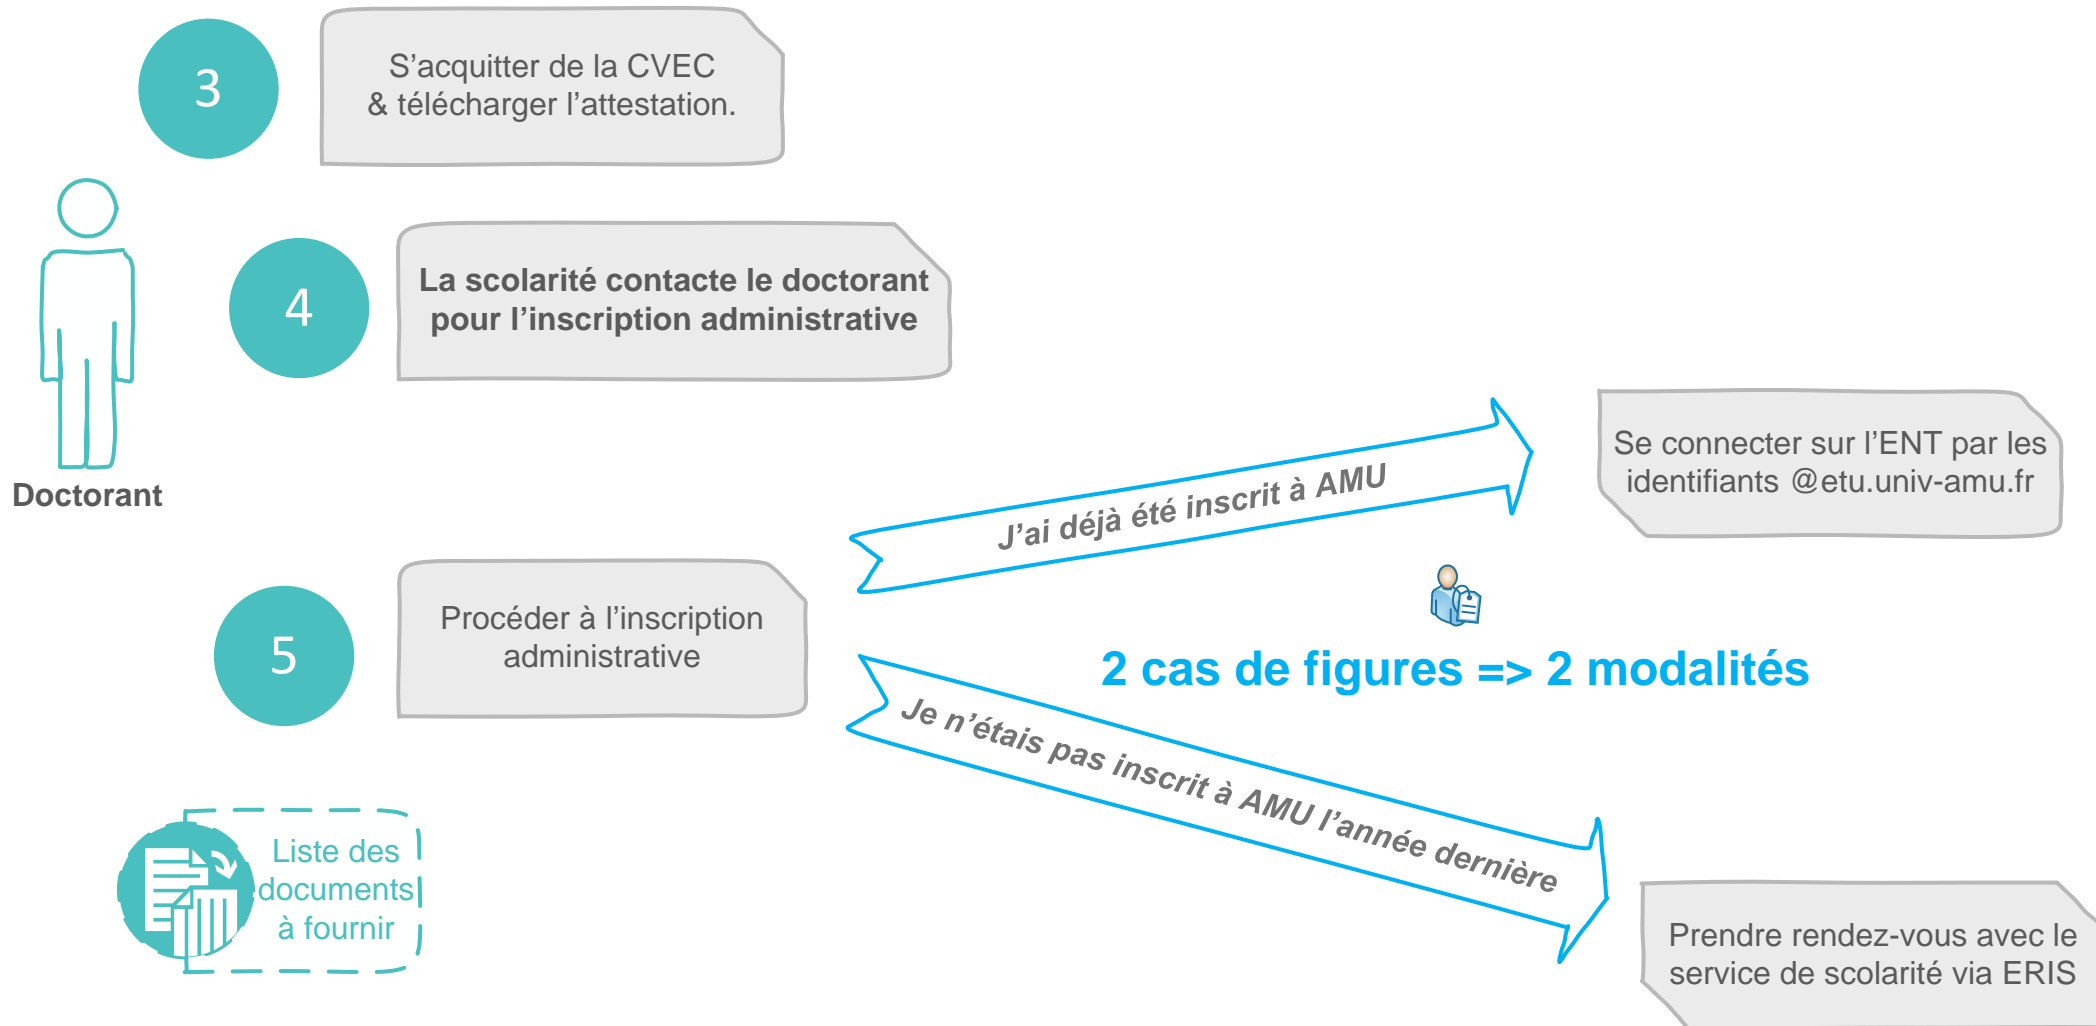 3
S’acquitter de la CVEC
& télécharger l’attestation.
4
La scolarité contacte le doctorant
pour l’inscription administrative
Doctorant
J’ai déjà été inscrit à AMU
Se connecter sur l’ENT par les
identifiants @etu.univ-amu.fr
5
Procéder à l’inscription
administrative
2 cas de figures => 2 modalités
Je n’étais pas inscrit à AMU l’année dernière
Liste des
documents
à fournir
Prendre rendez-vous avec le
service de scolarité via ERIS